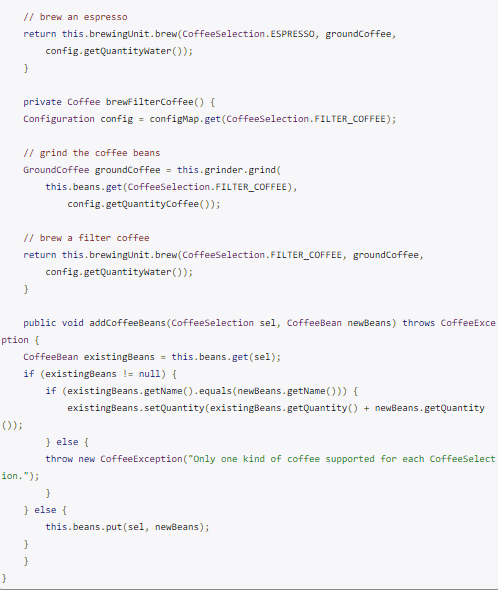 // brew an espresso
return this.brewingUnit.brew(CoffeeSelection.ESPRESSO, groundCoffee,
config.getQuantityWater());
}
private Coffee brewFilterCoffee() {
Configuration config = configMap.get(CoffeeSelection.FILTER_COFFEE);
// grind the coffee beans
GroundCoffee groundCoffee = this.grinder.grind(
this.beans.get(CoffeeSelection.FILTER_COFFEE),
config.getQuantityCoffee());
// brew a filter coffee
return this.brewingUnit.brew(CoffeeSelection.FILTER_COFFEE, groundCoffee,
config.getQuantityWater());
}
public void addCoffeeBeans(CoffeeSelection sel, CoffeeBean newBeans) throws CoffeeExce
ption {
CoffeeBean existingBeans = this.beans.get(sel);
if (existingBeans != null) {
if (existingBeans.getName().equals(newBeans.getName())) {
existingBeans.setQuantity(existingBeans.getQuantity() + newBeans.getQuantity
());
} else {
throw new CoffeeException("Only one kind of coffee supported for each CoffeeSelect
ion.");
}
} else {
this.beans.put(sel, newBeans);
}
}
}